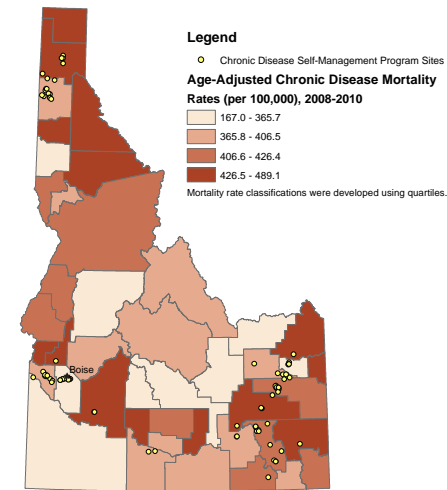 Legend
Chronic Disease Self-Management Program Sites
Age-Adjusted Chronic Disease Mortality
Rates (per 100,000), 2008-2010
167.0 - 365.7
365.8 - 406.5
406.6 - 426.4
426.5 - 489.1
Mortality rate classifications were developed using quartiles.
Boise